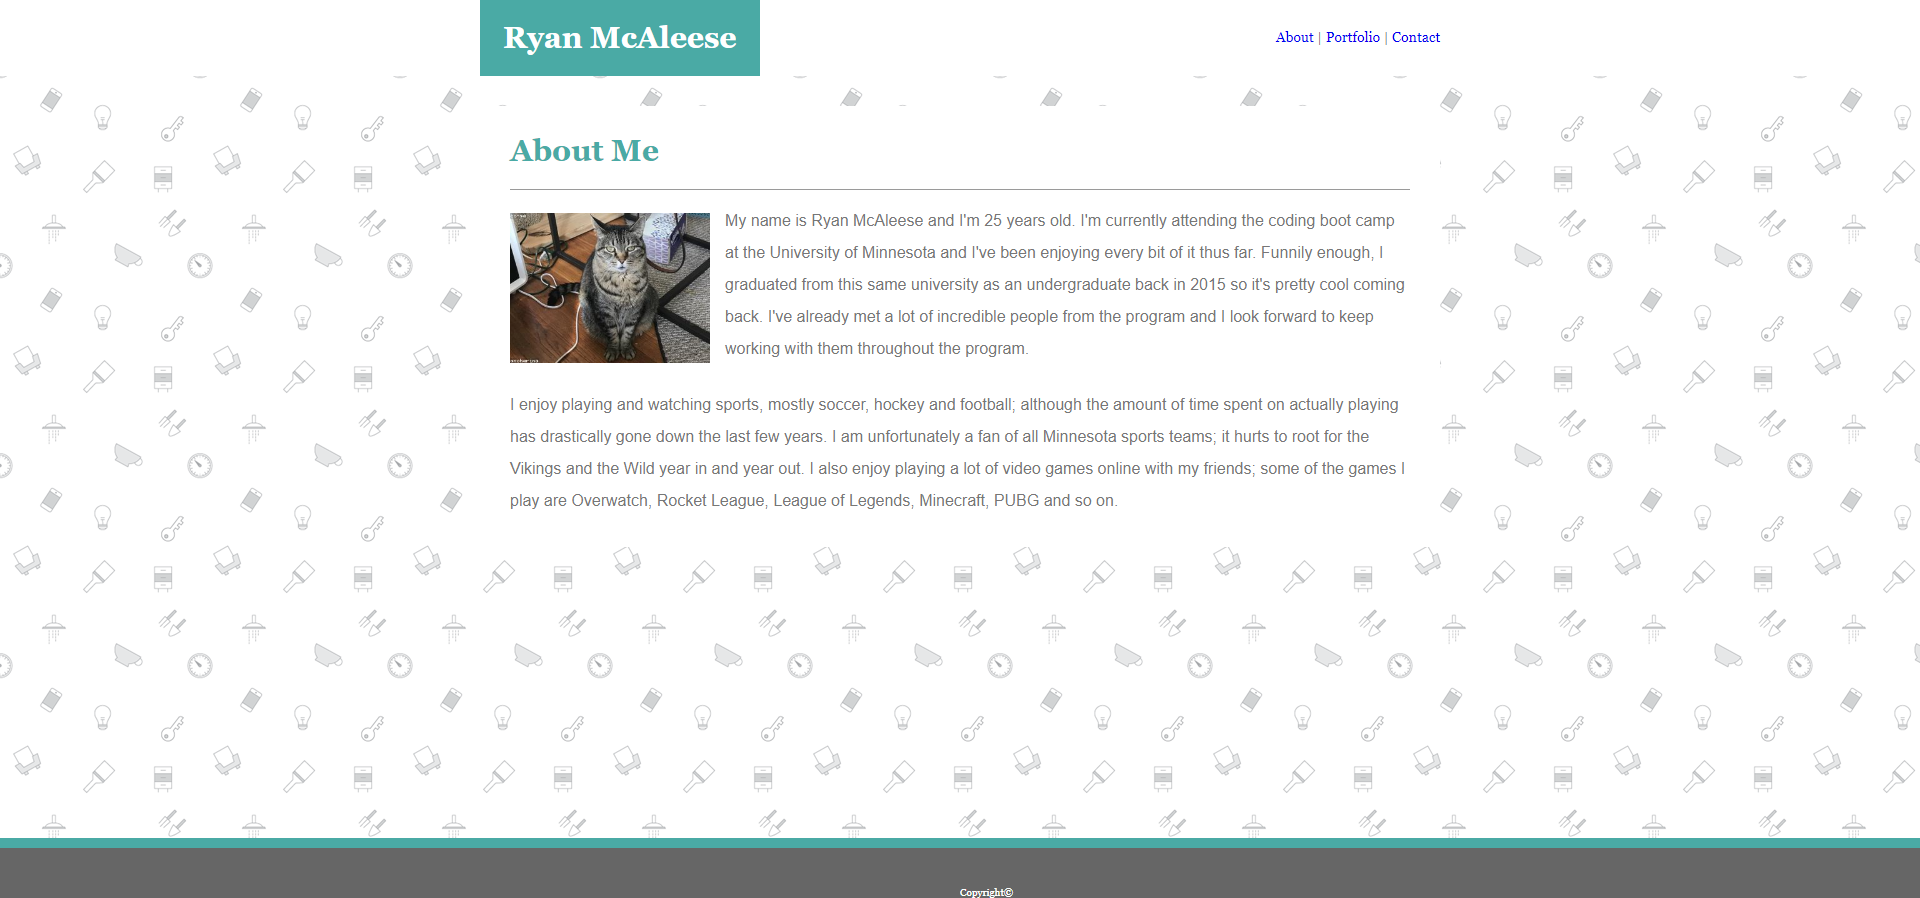 Ryan McAleese
About | Portfolio | Contact
About Me
My name is Ryan McAleese and I'm 25 years old. I'm currently attending the coding boot camp
at the University of Minnesota and I've been enjoying every bit of it thus far. Funnily enough, I
graduated from this same university as an undergraduate back in 2015 so it's pretty cool coming
back. I've already met a lot of incredible people from the program and I look forward to keep
working with them throughout the program.
I enjoy playing and watching sports, mostly soccer, hockey and football; although the amount of time spent on actually playing
has drastically gone down the last few years. I am unfortunately a fan of all Minnesota sports teams; it hurts to root for the
Vikings and the Wild year in and year out. I also enjoy playing a lot of video games online with my friends; some of the games I
play are Overwatch, Rocket League, League of Legends, Minecraft, PUBG and so on.
Copyright©